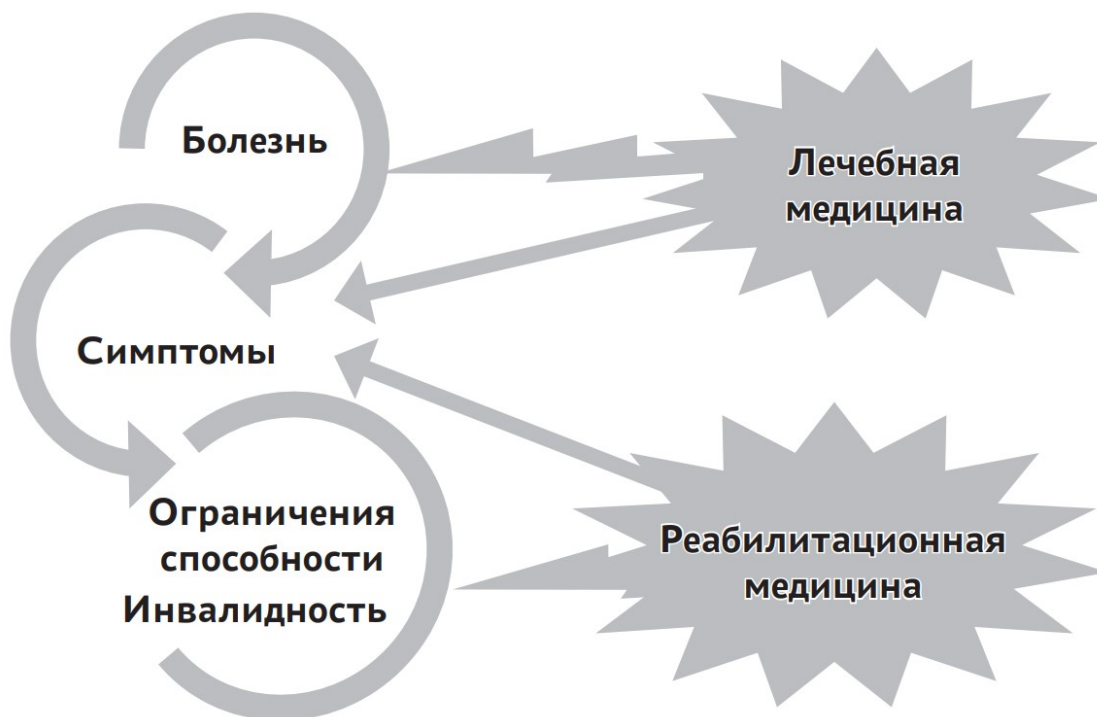 Болезнь
Лечебная
медицина
Симптомы
Ограничения
способности
Инвалидность
Реабилитационная
медицина